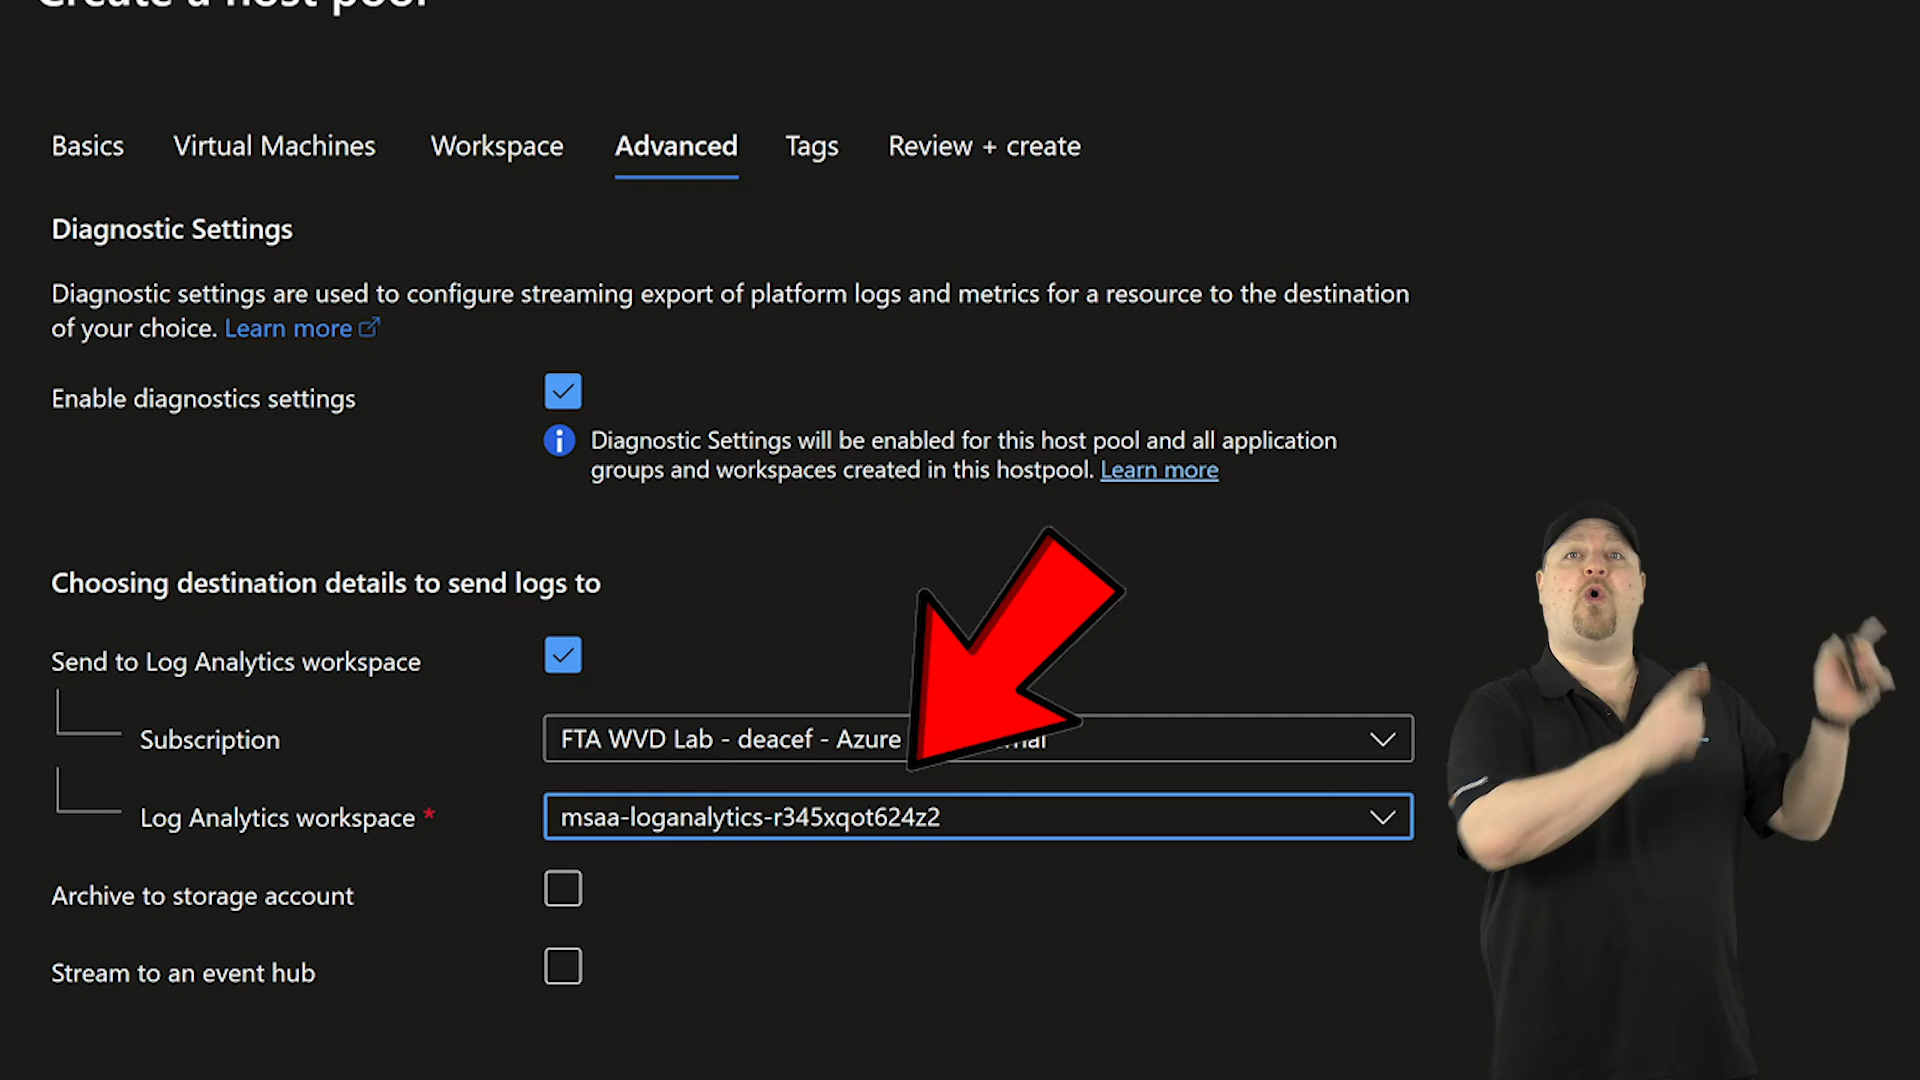 Create a host pool
Basics Virtual Machines Workspace Advanced Tags Review + create
Diagnostic Settings
Diagnostic settings are used to configure streaming export of platform logs and metrics for a resource to the destination
of your choice. Learn more
Enable diagnostics settings
Diagnostic Settings will be enabled for this host pool and all application
groups and workspaces created in this hostpool. Learn more
Choosing destination details to send logs to
Send to Log Analytics workspace
Subscription FTA WVD Lab - deacef - Azure
Log Analytics workspace * msaa-loganalytics-r345xqot624z2
Archive to storage account
Stream to an event hub